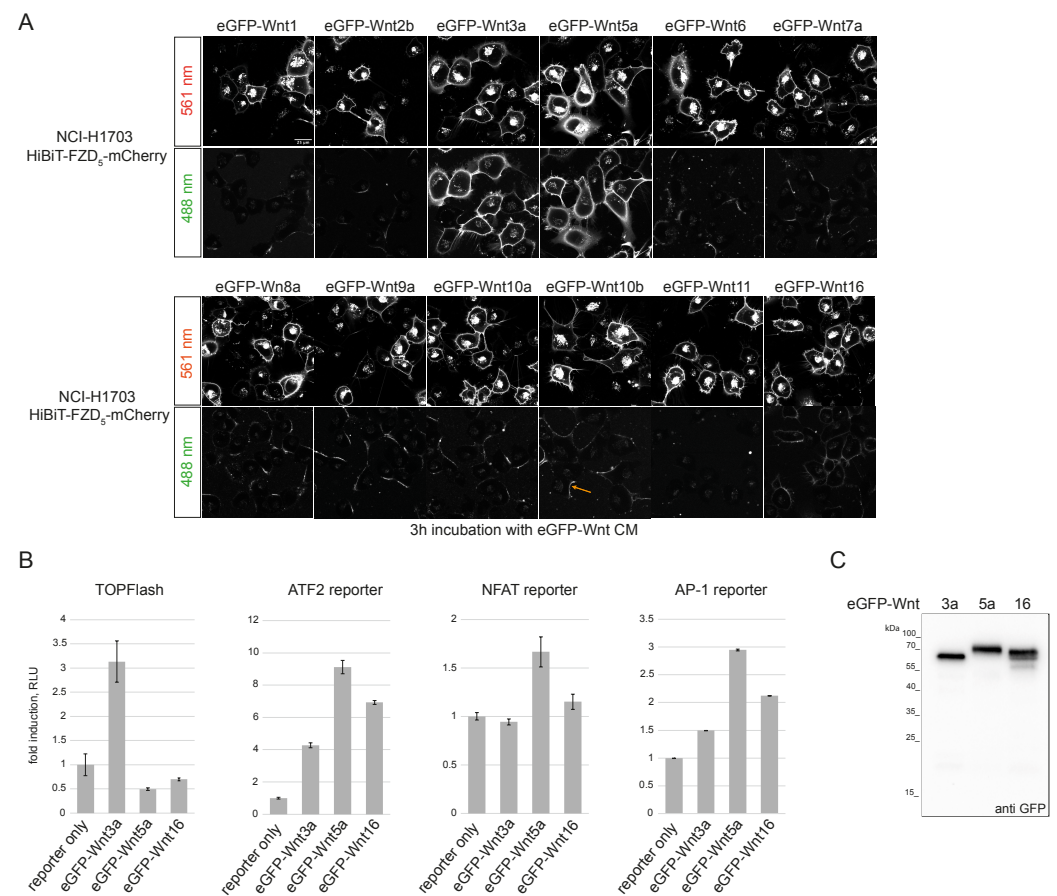 A
eGFP-Wnt1 eGFP-Wnt2b eGFP-Wnt3a eGFP-Wnt5a eGFP-Wnt6 eGFP-Wnt7a
561 nm
NCI-H1703
HiBiT-FZD5-mCherry
25 µm
488 nm
eGFP-Wn8a eGFP-Wnt9a eGFP-Wnt10a eGFP-Wnt10b eGFP-Wnt11 eGFP-Wnt16
561 nm
NCI-H1703
HiBiT-FZD5-mCherry
488 nm
3h incubation with eGFP-Wnt CM
B
TOPFlash
fold induction, RLU
4
3.5
3
2.5
2
1.5
1
0.5
0
reporter only
eGFP-Wnt3a
eGFP-Wnt5a
eGFP-Wnt16
ATF2 reporter
12
10
8
6
4
2
0
reporter only
eGFP-Wnt3a
eGFP-Wnt5a
eGFP-Wnt16
NFAT reporter
2
1.5
1
0.5
0
reporter only
eGFP-Wnt3a
eGFP-Wnt5a
eGFP-Wnt16
AP-1 reporter
3.5
3
2.5
2
1.5
1
0.5
0
reporter only
eGFP-Wnt3a
eGFP-Wnt5a
eGFP-Wnt16
C
eGFP-Wnt 3a 5a 16
kDa
100
70
55
40
35
25
15
anti GFP